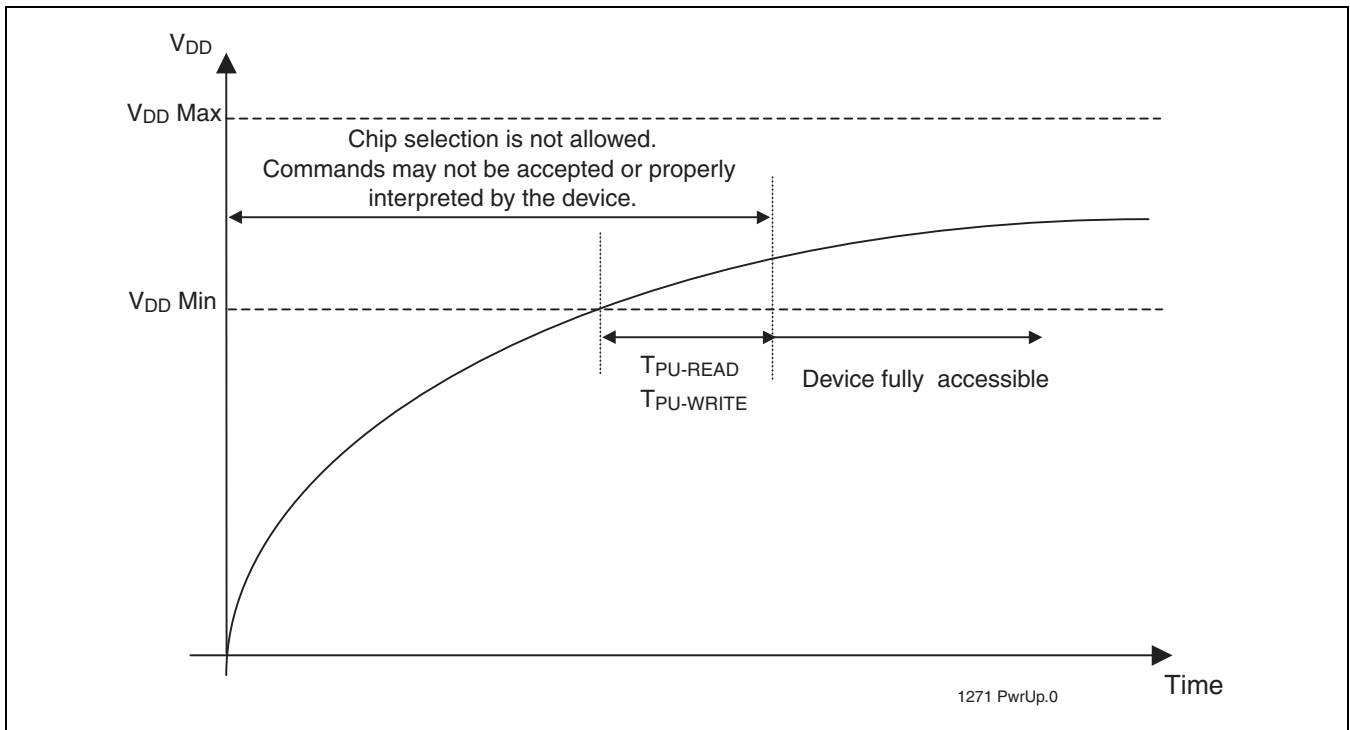 VDD
VDD Max
Chip selection is not allowed.
Commands may not be accepted or properly
interpreted by the device.
VDD Min
TPU-READ
TPU-WRITE
Device fully accessible
Time
1271 PwrUp.0